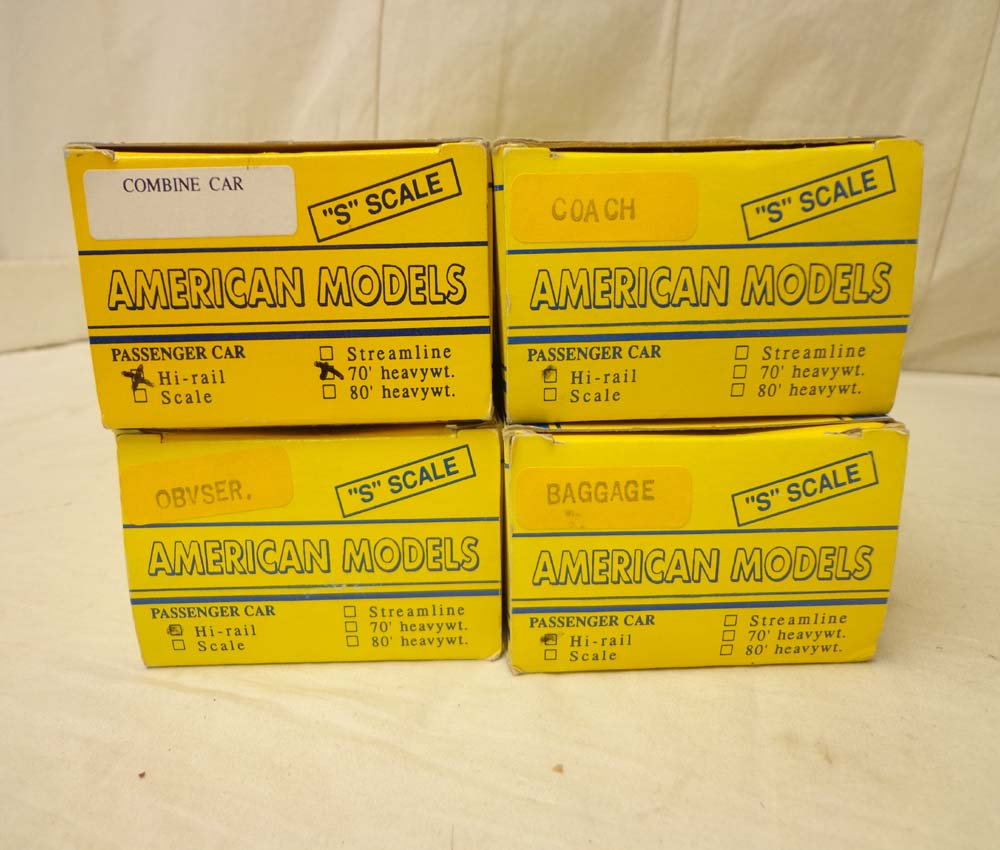 COMBINE CAR
"S" SCALE
AMERICAN MODELS
PASSENGER CAR
Hi-rail
Scale
Streamline
70' heavywt.
80' heavywt.
COACH
"S" SCALE
AMERICAN MODELS
PASSENGER CAR
Hi-rail
Scale
Streamline
70' heavywt.
80' heavywt.
OBVSER.
"S" SCALE
AMERICAN MODELS
PASSENGER CAR
Hi-rail
Scale
Streamline
70' heavywt.
80' heavywt.
BAGGAGE
"S" SCALE
AMERICAN MODELS
PASSENGER CAR
Hi-rail
Scale
Streamline
70' heavywt.
80' heavywt.